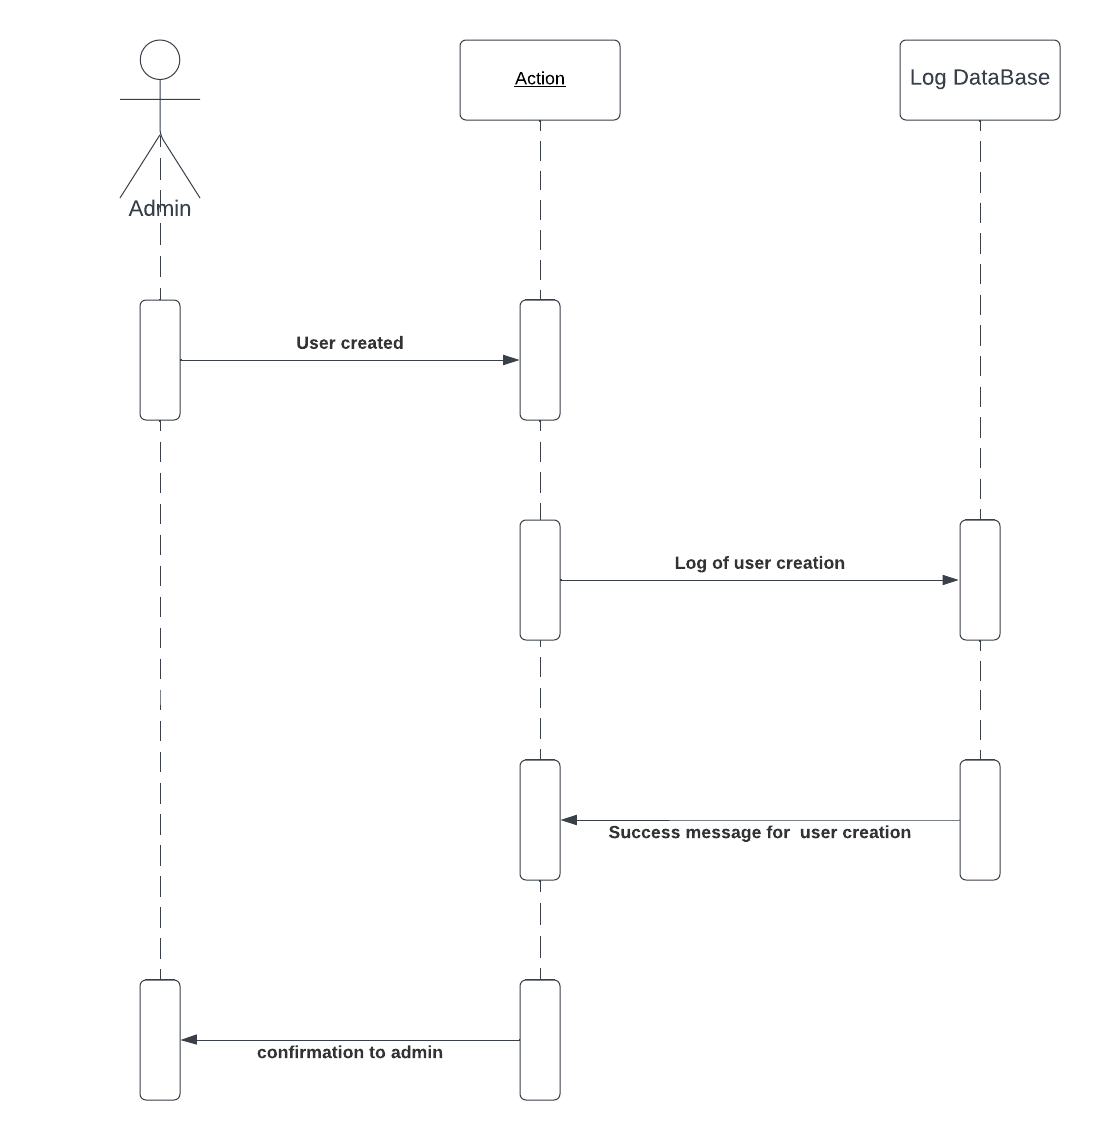 Action
Log DataBase
Admin
User created
Log of user creation
Success message for  user creation
confirmation to admin